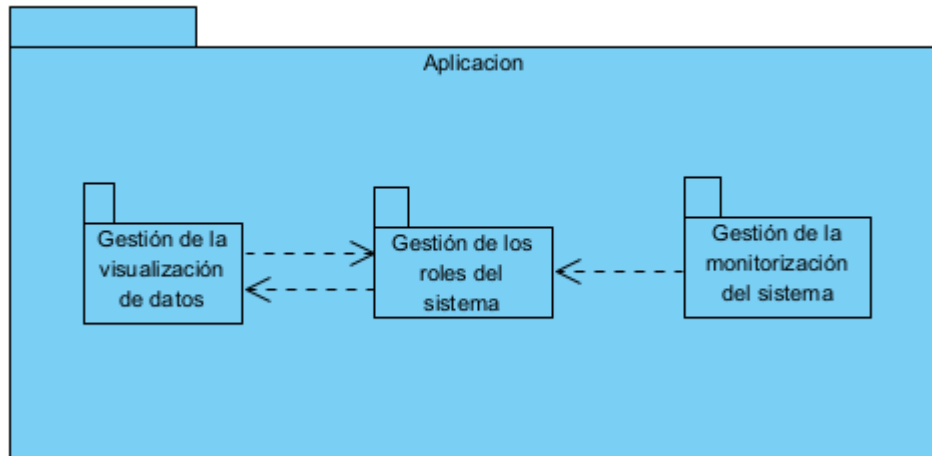 Aplicacion
Gestión de la
visualización
de datos
Gestión de los
roles del
sistema
Gestión de la
monitorización
del sistema